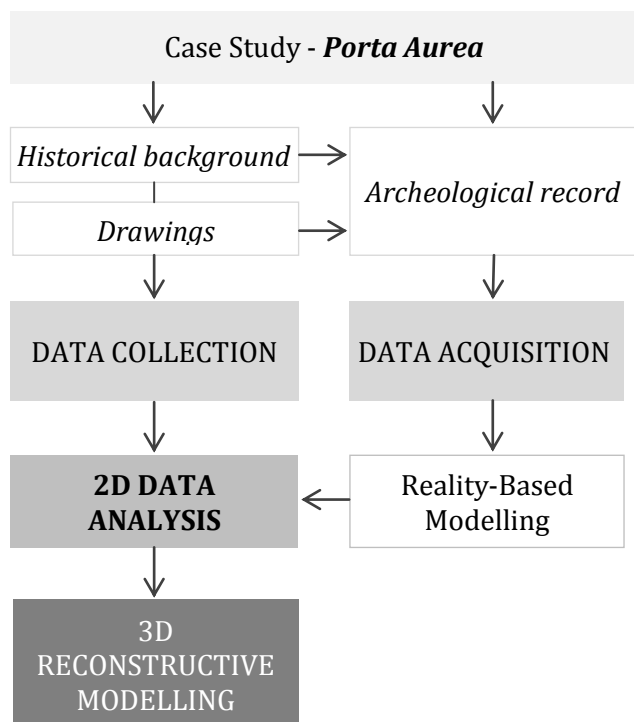 Case Study - Porta Aurea
Historical background
Archeological record
Drawings
DATA COLLECTION
DATA ACQUISITION
2D DATA
ANALYSIS
Reality-Based
Modelling
3D
RECONSTRUCTIVE
MODELLING